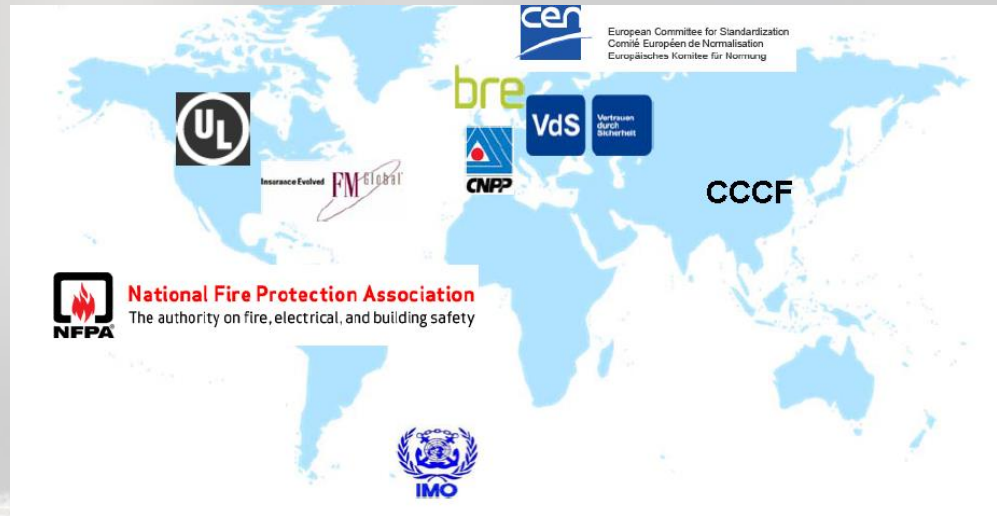 cen
European Committee for Standardization
Comité Européen de Normalisation
Europäisches Komitee für Normung
bre
UL
VdS
Vertrauen
durch
Sicherheit
CNPP
Insurance Evolved FM Global
CCCF
National Fire Protection Association
The authority on fire, electrical, and building safety
NFPA
IMO